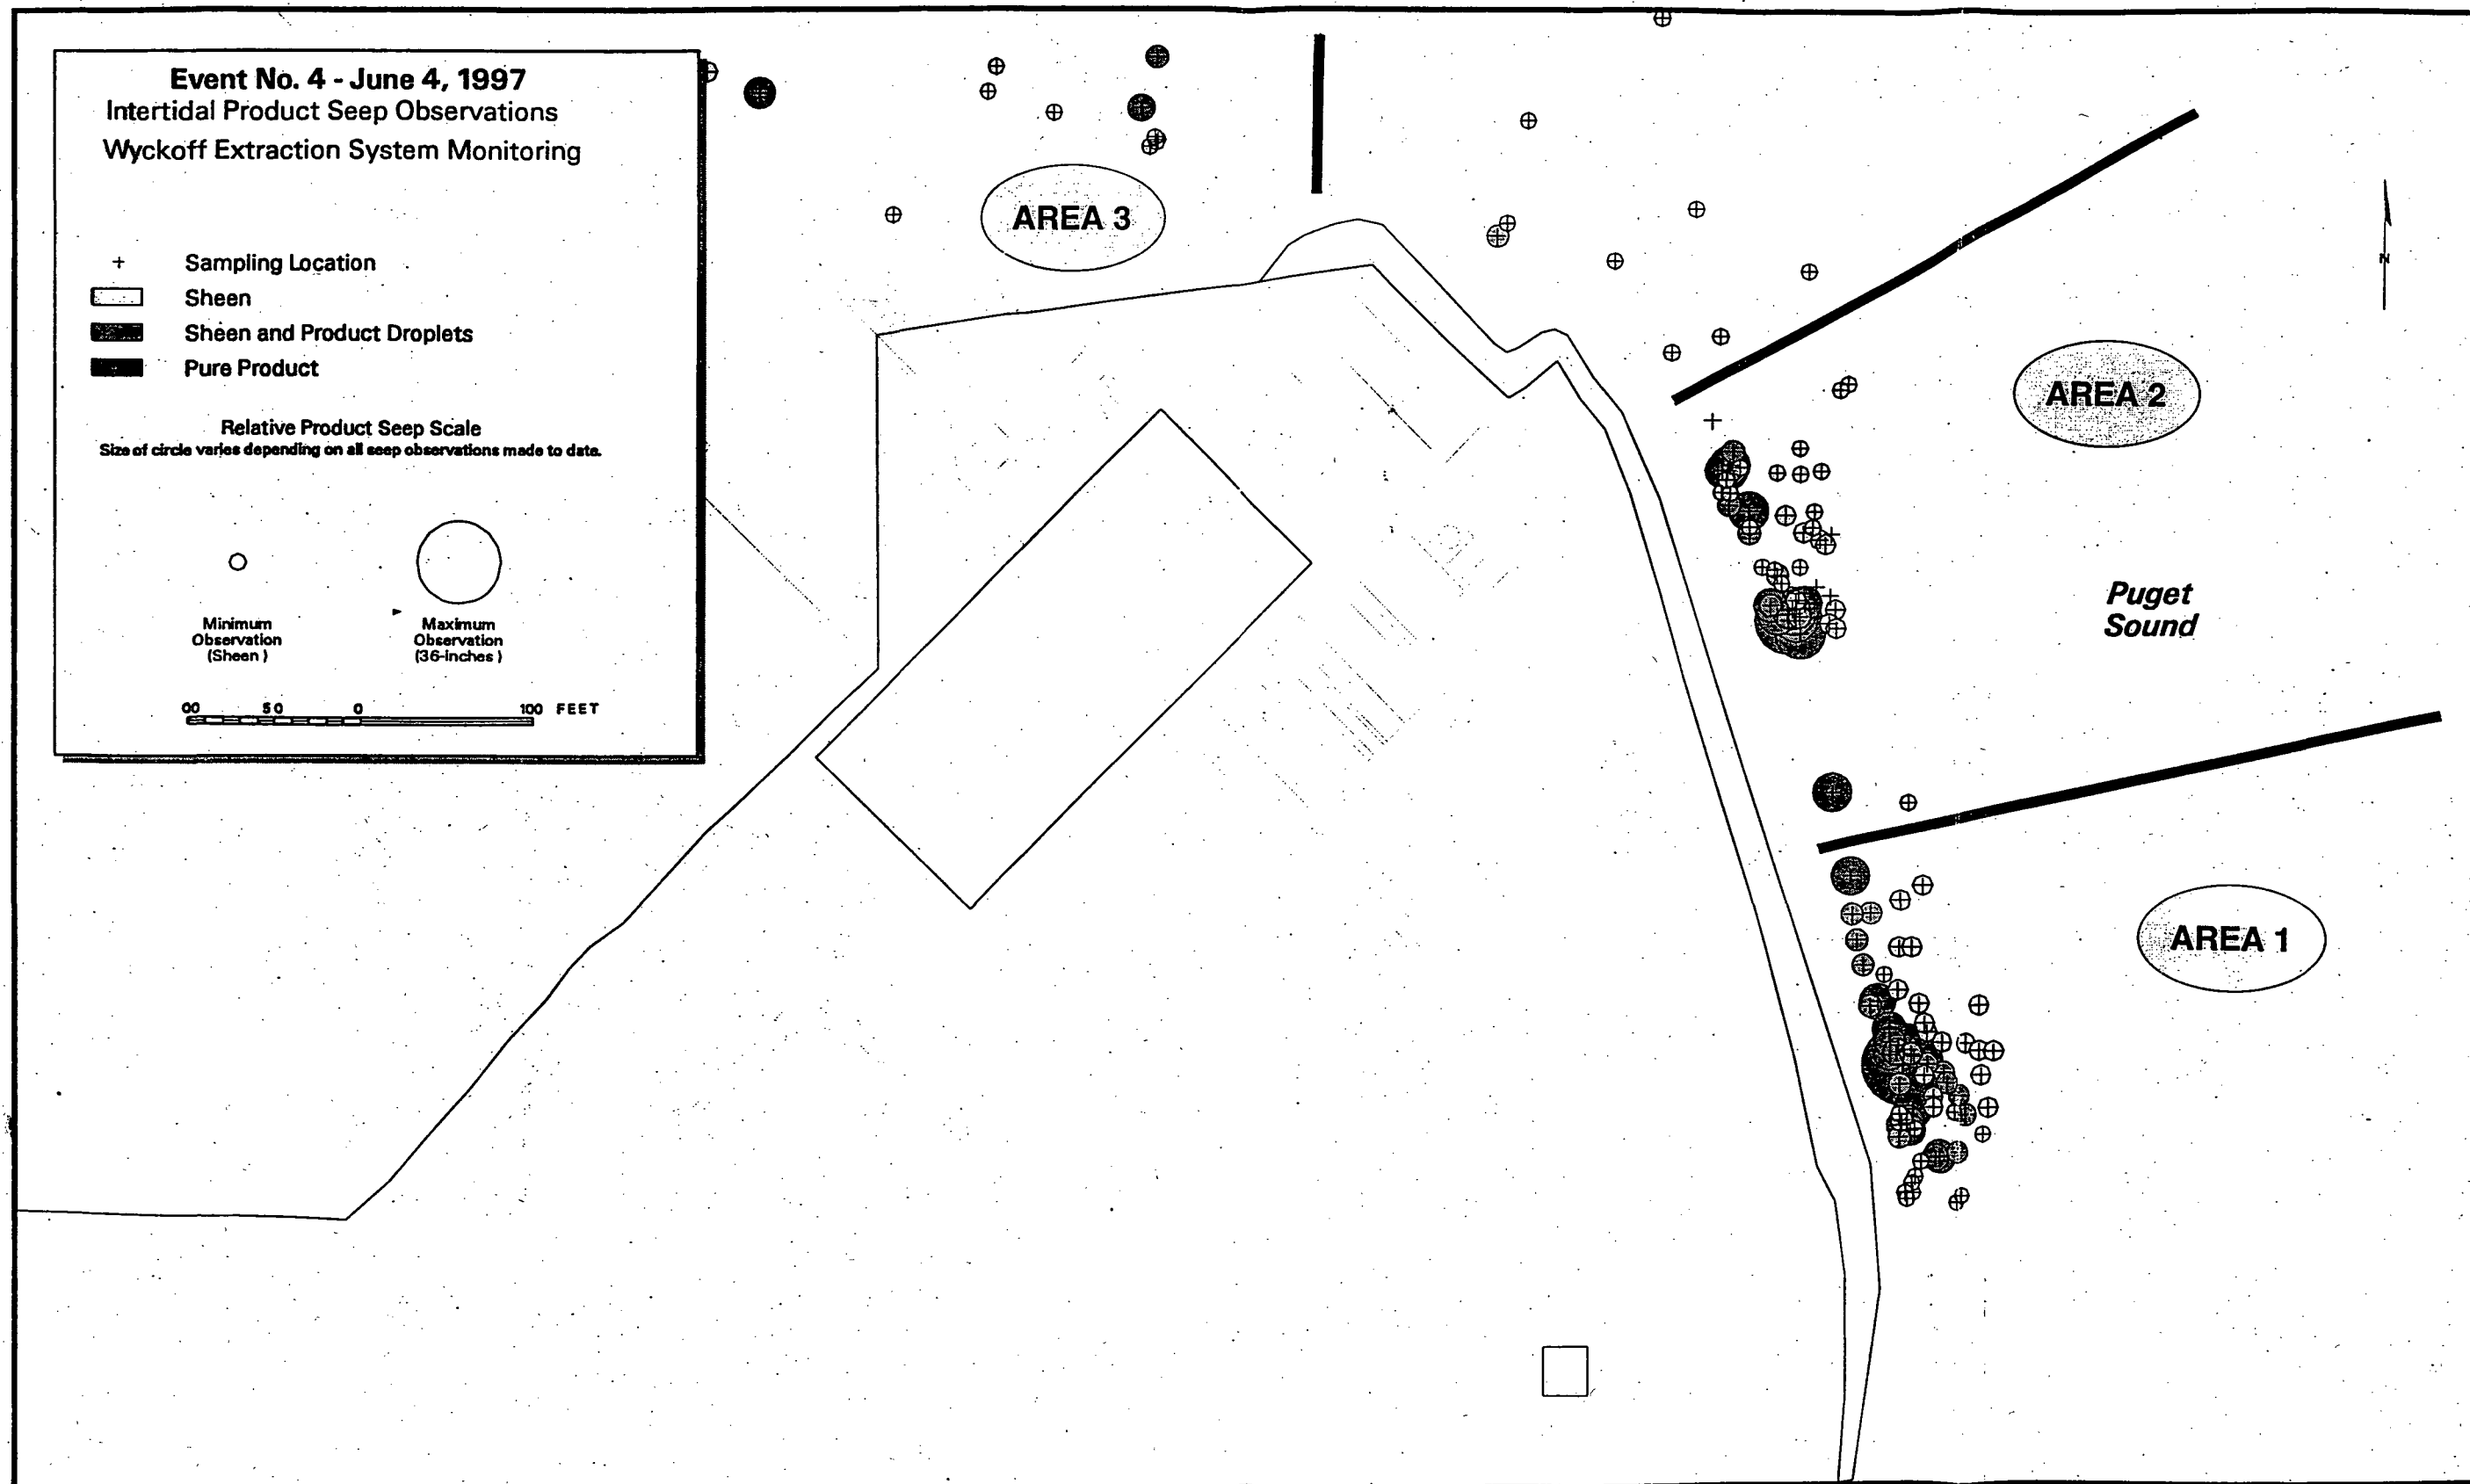 Event No. 4 - June 4, 1997
Intertidal Product Seep Observations
Wyckoff Extraction System Monitoring
+ Sampling Location
Sheen
Sheen and Product Droplets
Pure Product
Relative Product Seep Scale
Size of circle varies depending on all seep observations made to date.
Minimum
Observation
(Sheen )
Maximum
Observation
(36-inches )
00 50 0 100 FEET
AREA 3
N
AREA 2
Puget
Sound
AREA 1